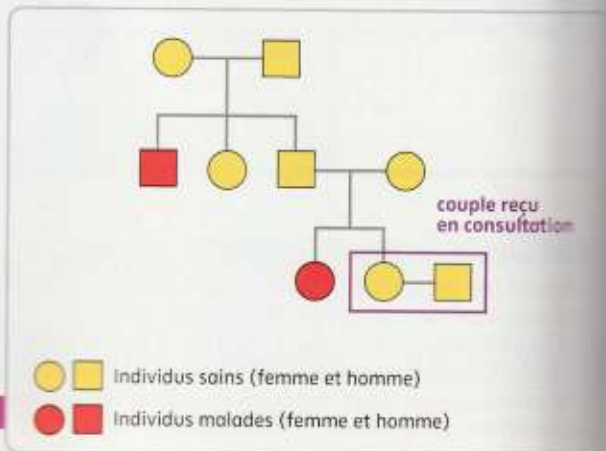 couple reçu
en consultation
Individus sains (femme et homme)
Individus malades (femme et homme)